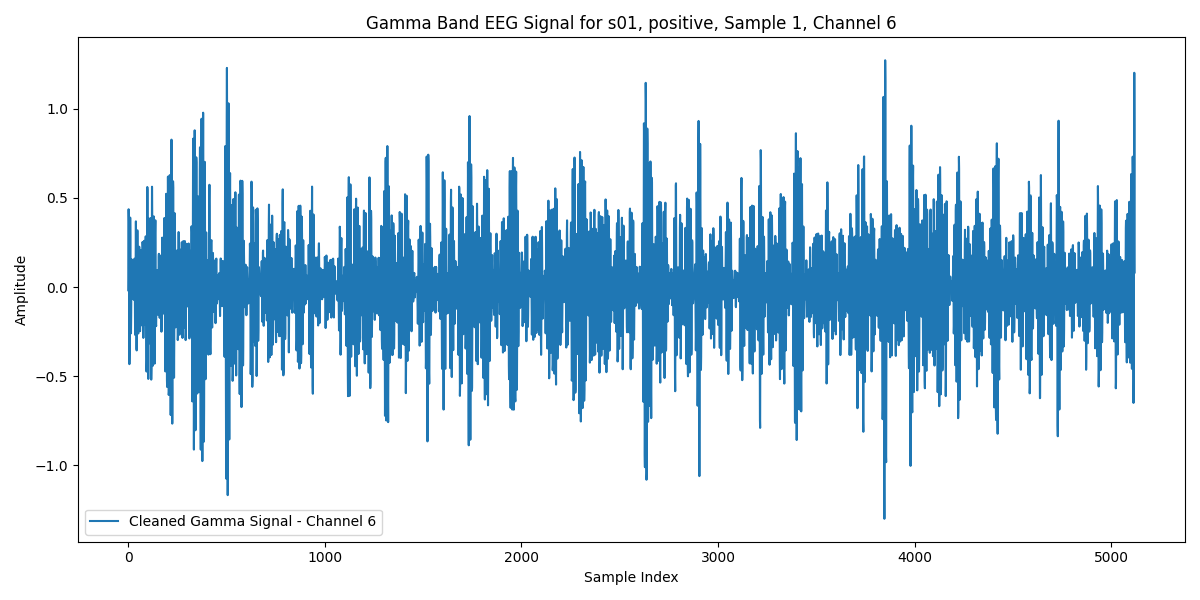 Gamma Band EEG Signal for s01, positive, Sample 1, Channel 6
Amplitude
1.0
0.5
0.0
−0.5
−1.0
Cleaned Gamma Signal - Channel 6
0 1000 2000 3000 4000 5000
Sample Index